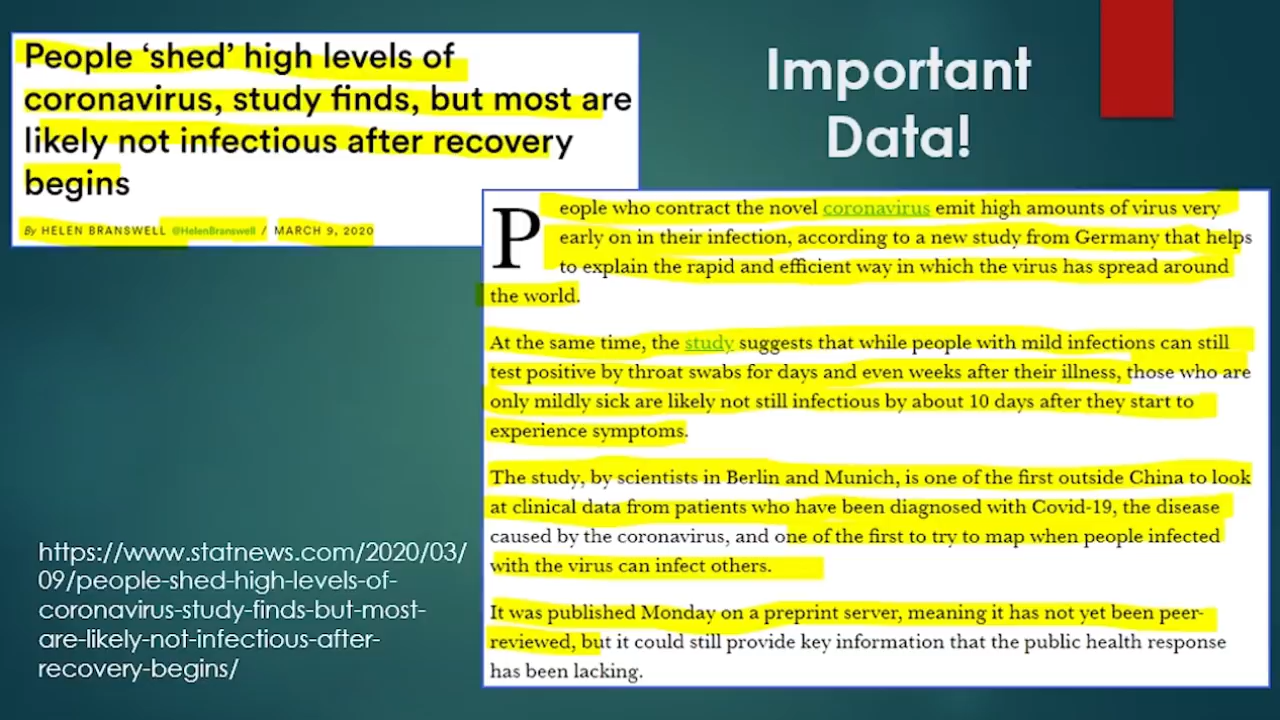 People ‘shed’ high levels of
coronavirus, study finds, but most are
likely not infectious after recovery
begins
By HELEN BRANSWELL @HelenBranswell / MARCH 9, 2020
Important
Data!
People who contract the novel coronavirus emit high amounts of virus very
early on in their infection, according to a new study from Germany that helps
to explain the rapid and efficient way in which the virus has spread around
the world.
At the same time, the study suggests that while people with mild infections can still
test positive by throat swabs for days and even weeks after their illness, those who are
only mildly sick are likely not still infectious by about 10 days after they start to
experience symptoms.
The study, by scientists in Berlin and Munich, is one of the first outside China to look
at clinical data from patients who have been diagnosed with Covid-19, the disease
caused by the coronavirus, and one of the first to try to map when people infected
with the virus can infect others.
It was published Monday on a preprint server, meaning it has not yet been peer-
reviewed, but it could still provide key information that the public health response
has been lacking.
https://www.statnews.com/2020/03/
09/people-shed-high-levels-of-
coronavirus-study-finds-but-most-
are-likely-not-infectious-after-
recovery-begins/